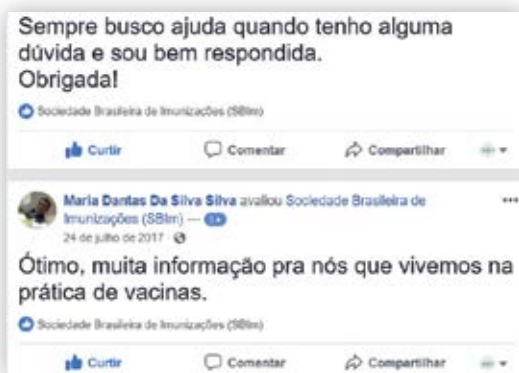 Sempre busco ajuda quando tenho alguma
dúvida e sou bem respondida.
Obrigada!
Sociedade Brasileira de Imunizações (SBIm)
Curtir Comentar Compartilhar
Maria Dantas Da Silva Silva avaliou Sociedade Brasileira de
Imunizações (SBIm) —
24 de julho de 2017 ·
Ótimo, muita informação pra nós que vivemos na
prática de vacinas.
Sociedade Brasileira de Imunizações (SBIm)
Curtir Comentar Compartilhar